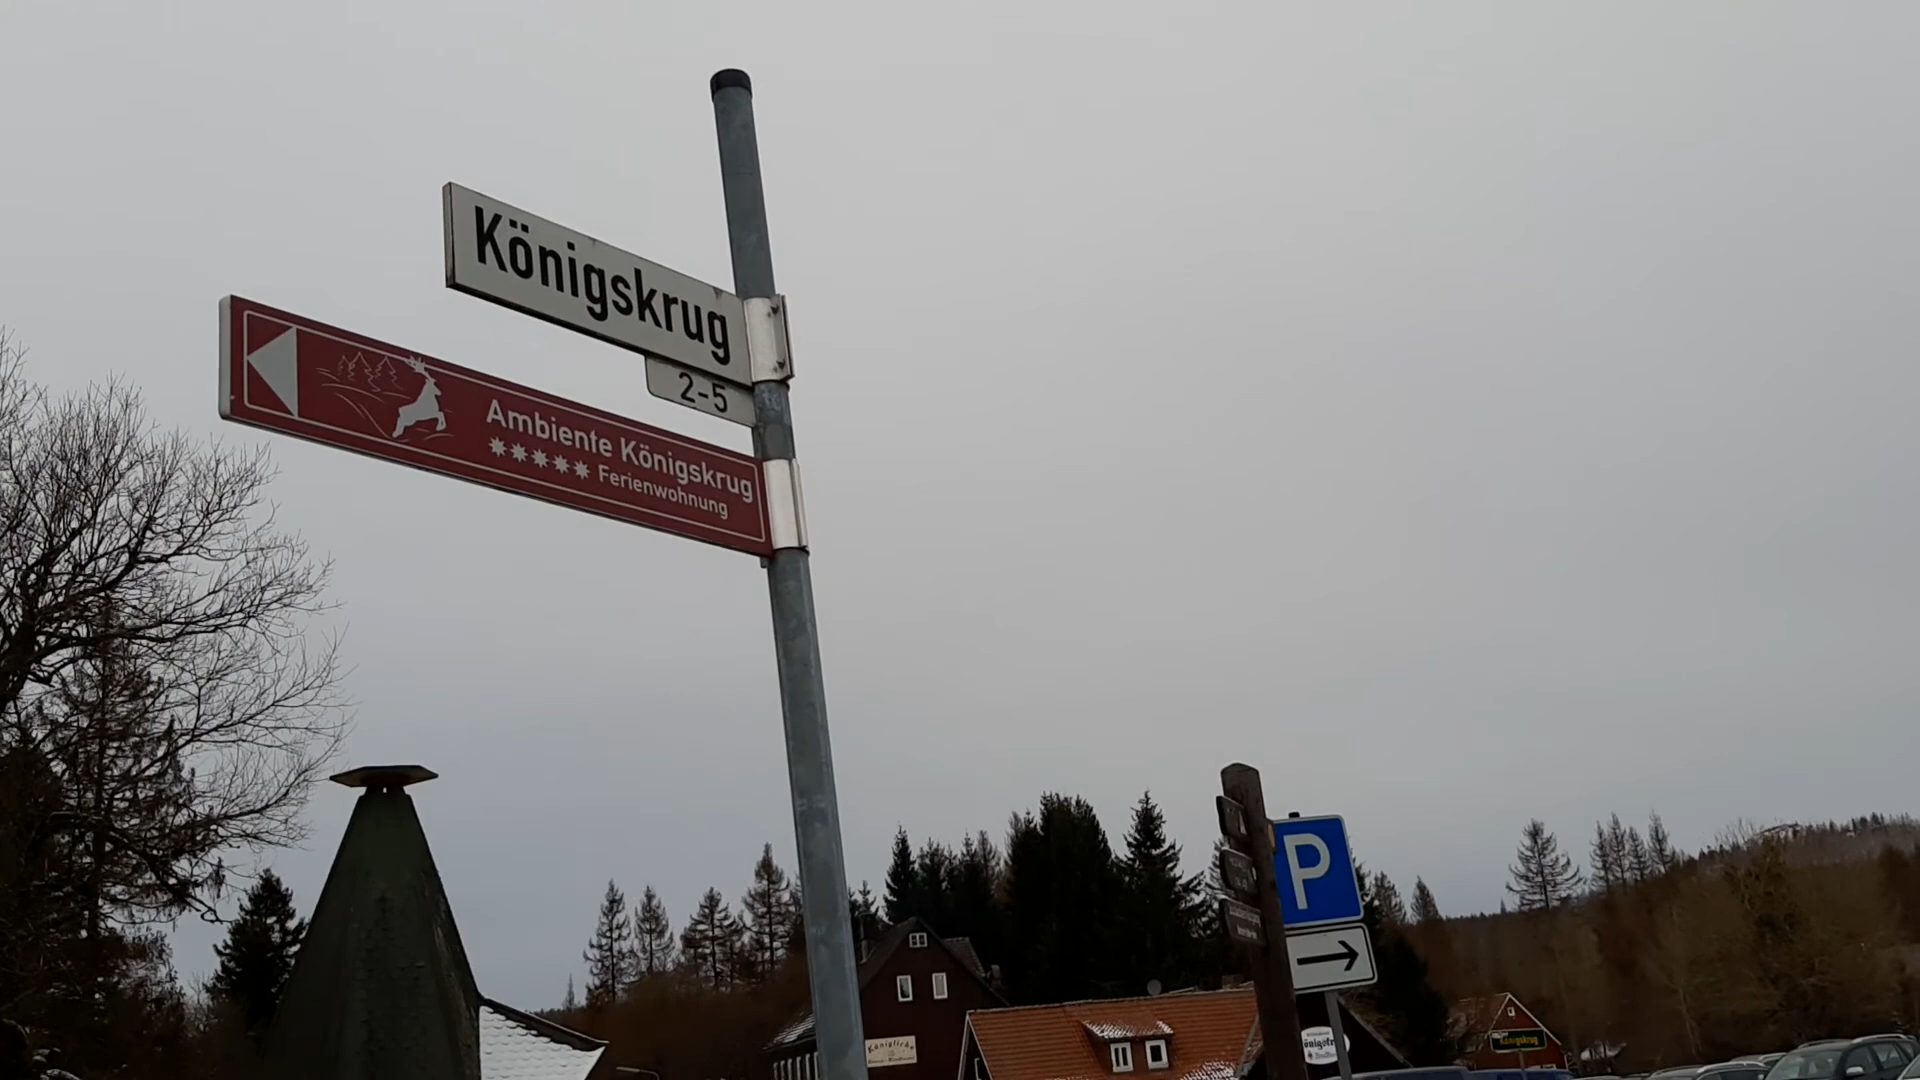 Königskrug
2-5
Ambiente Königskrug
***** Ferienwohnung
P
Königskrug